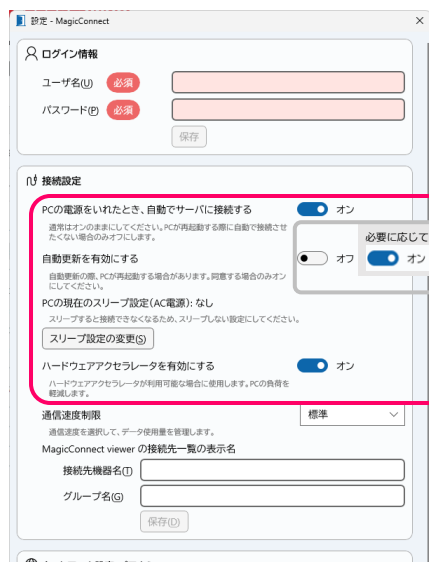 設定 - MagicConnect
ログイン情報
ユーザ名(U) 必須
パスワード(P) 必須
保存
接続設定
PCの電源をいれたとき、自動でサーバに接続する オン
通常はオンのままにしてください。PCが再起動する際に自動で接続させ
たくない場合のみオフにします。
必要に応じて
自動更新を有効にする オフ オン
自動更新の際、PCが再起動する場合があります。同意する場合のみオン
にしてください。
PCの現在のスリープ設定(AC電源): なし
スリープすると接続できなくなるため、スリープしない設定にしてください。
スリープ設定の変更(S)
ハードウェアアクセラレータを有効にする オン
ハードウェアアクセラレータが利用可能な場合に使用します。PCの負荷を
軽減します。
通信速度制限 標準
通信速度を選択して、データ使用量を管理します。
MagicConnect viewer の接続先一覧の表示名
接続先機器名(T)
グループ名(G)
保存(D)